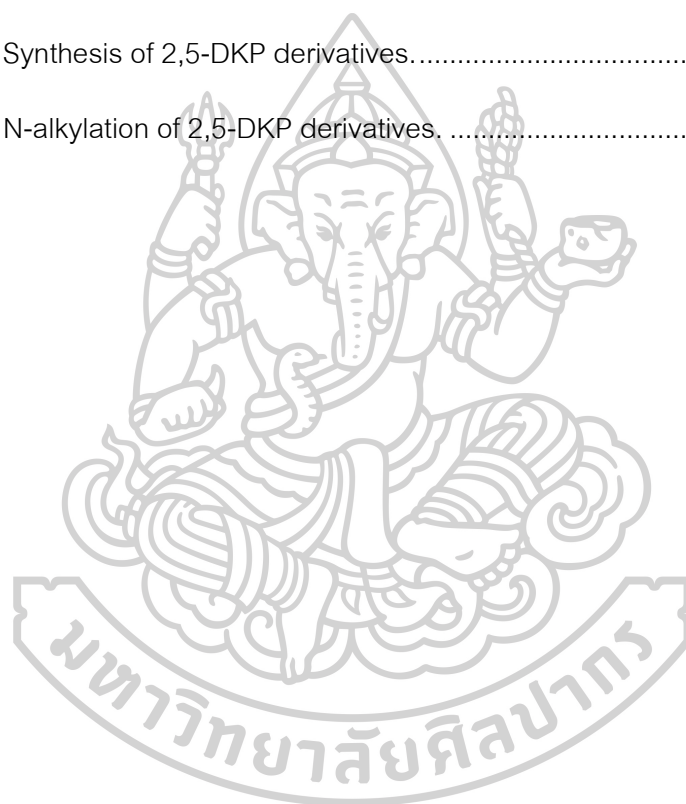 Synthesis of 2,5-DKP derivatives...................................
N-alkylation of 2,5-DKP derivatives. ...............................
มหาวิทยาลัยศิลปากร